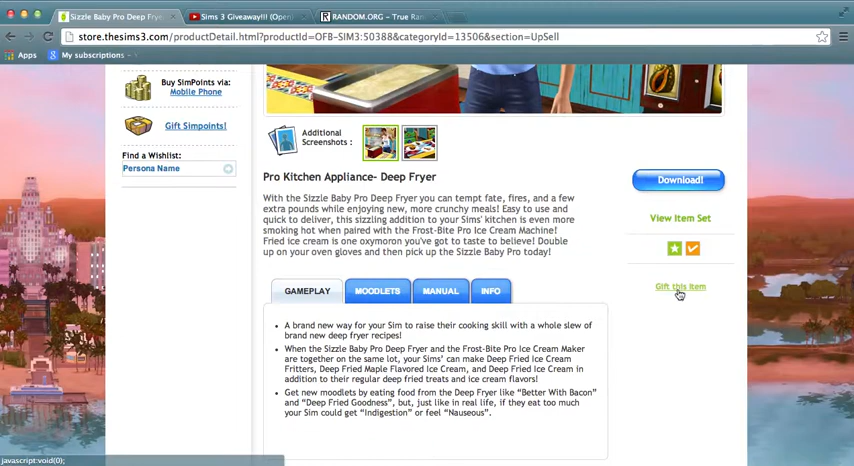 Sizzle Baby Pro Deep Frye
Sims 3 Giveaway!!! (Open)
RANDOM.ORG - True Ran
store.thesims3.com/productDetail.html?productId=OFB-SIM3:50388&categoryId=13506&section=UpSell
Apps
My subscriptions -
Buy SimPoints via:
Mobile Phone
Gift Simpoints!
Find a Wishlist:
Persona Name
Additional
Screenshots :
Pro Kitchen Appliance- Deep Fryer
With the Sizzle Baby Pro Deep Fryer you can tempt fate, fires, and a few
extra pounds while enjoying new, more crunchy meals! Easy to use and
quick to deliver, this sizzling addition to your Sims' kitchen is even more
smoking hot when paired with the Frost-Bite Pro Ice Cream Machine!
Fried ice cream is one oxymoron you've got to taste to believe! Double
up on your oven gloves and then pick up the Sizzle Baby Pro today!
Download!
View Item Set
Gift this item
GAMEPLAY
MOODLETS
MANUAL
INFO
• A brand new way for your Sim to raise their cooking skill with a whole slew of
brand new deep fryer recipes!
• When the Sizzle Baby Pro Deep Fryer and the Frost-Bite Pro Ice Cream Maker
are together on the same lot, your Sims' can make Deep Fried Ice Cream
Fritters, Deep Fried Maple Flavored Ice Cream, and Deep Fried Ice Cream in
addition to their regular deep fried treats and ice cream flavors!
• Get new moodlets by eating food from the Deep Fryer like "Better With Bacon"
and "Deep Fried Goodness", but, just like in real life, if they eat too much
your Sim could get "Indigestion" or feel "Nauseous".
javascript:void(0);